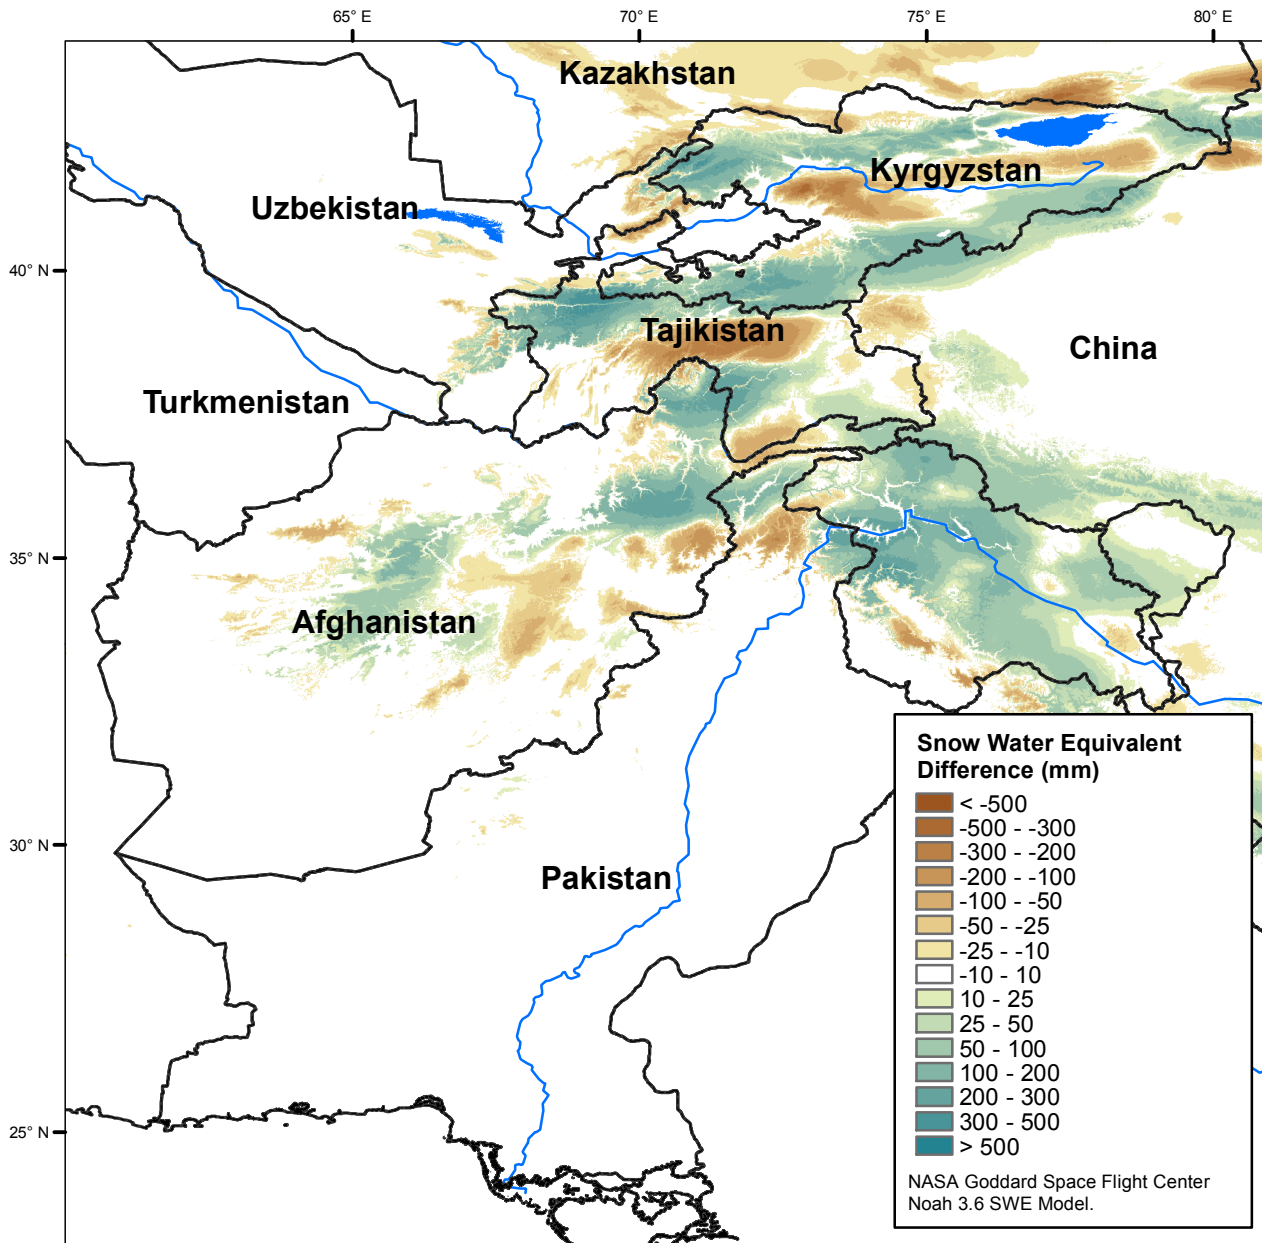 65° E
70° E
75° E
80° E
Kazakhstan
Kyrgyzstan
Uzbekistan
40° N
Tajikistan
China
Turkmenistan
35° N
Afghanistan
Snow Water Equivalent
Difference (mm)
< -500
-500 - -300
-300 - -200
-200 - -100
-100 - -50
-50 - -25
-25 - -10
-10 - 10
10 - 25
25 - 50
50 - 100
100 - 200
200 - 300
300 - 500
> 500
NASA Goddard Space Flight Center
Noah 3.6 SWE Model.
30° N
Pakistan
25° N